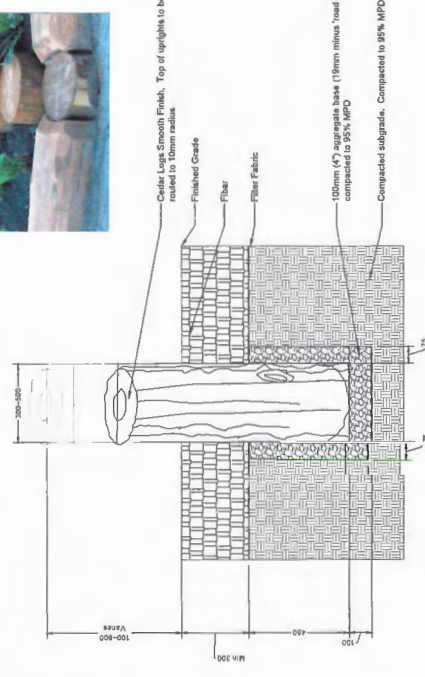 Cedar Logs Smooth Finish. Top of uprights to be
routed to 10mm radius
Finished Grade
Fibar
Filter Fabric
100mm (4") aggregate base (19mm minus 'road
compacted to 95% MPD
Compacted subgrade. Compacted to 95% MPD
300~500
100~600
Varies
Min 300
450
100
75